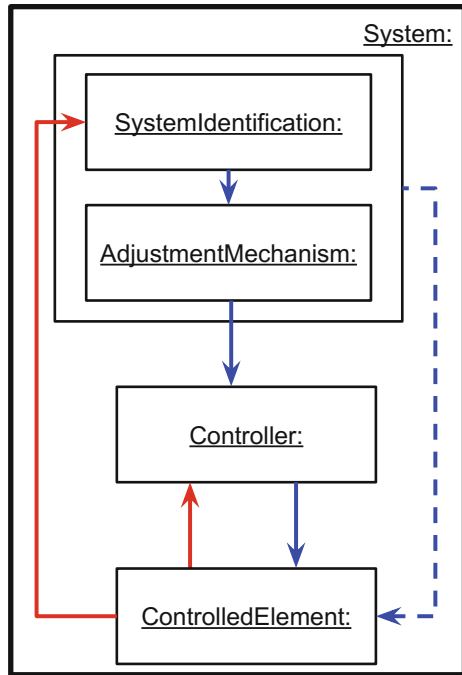 System:
SystemIdentification:
AdjustmentMechanism:
Controller:
ControlledElement: